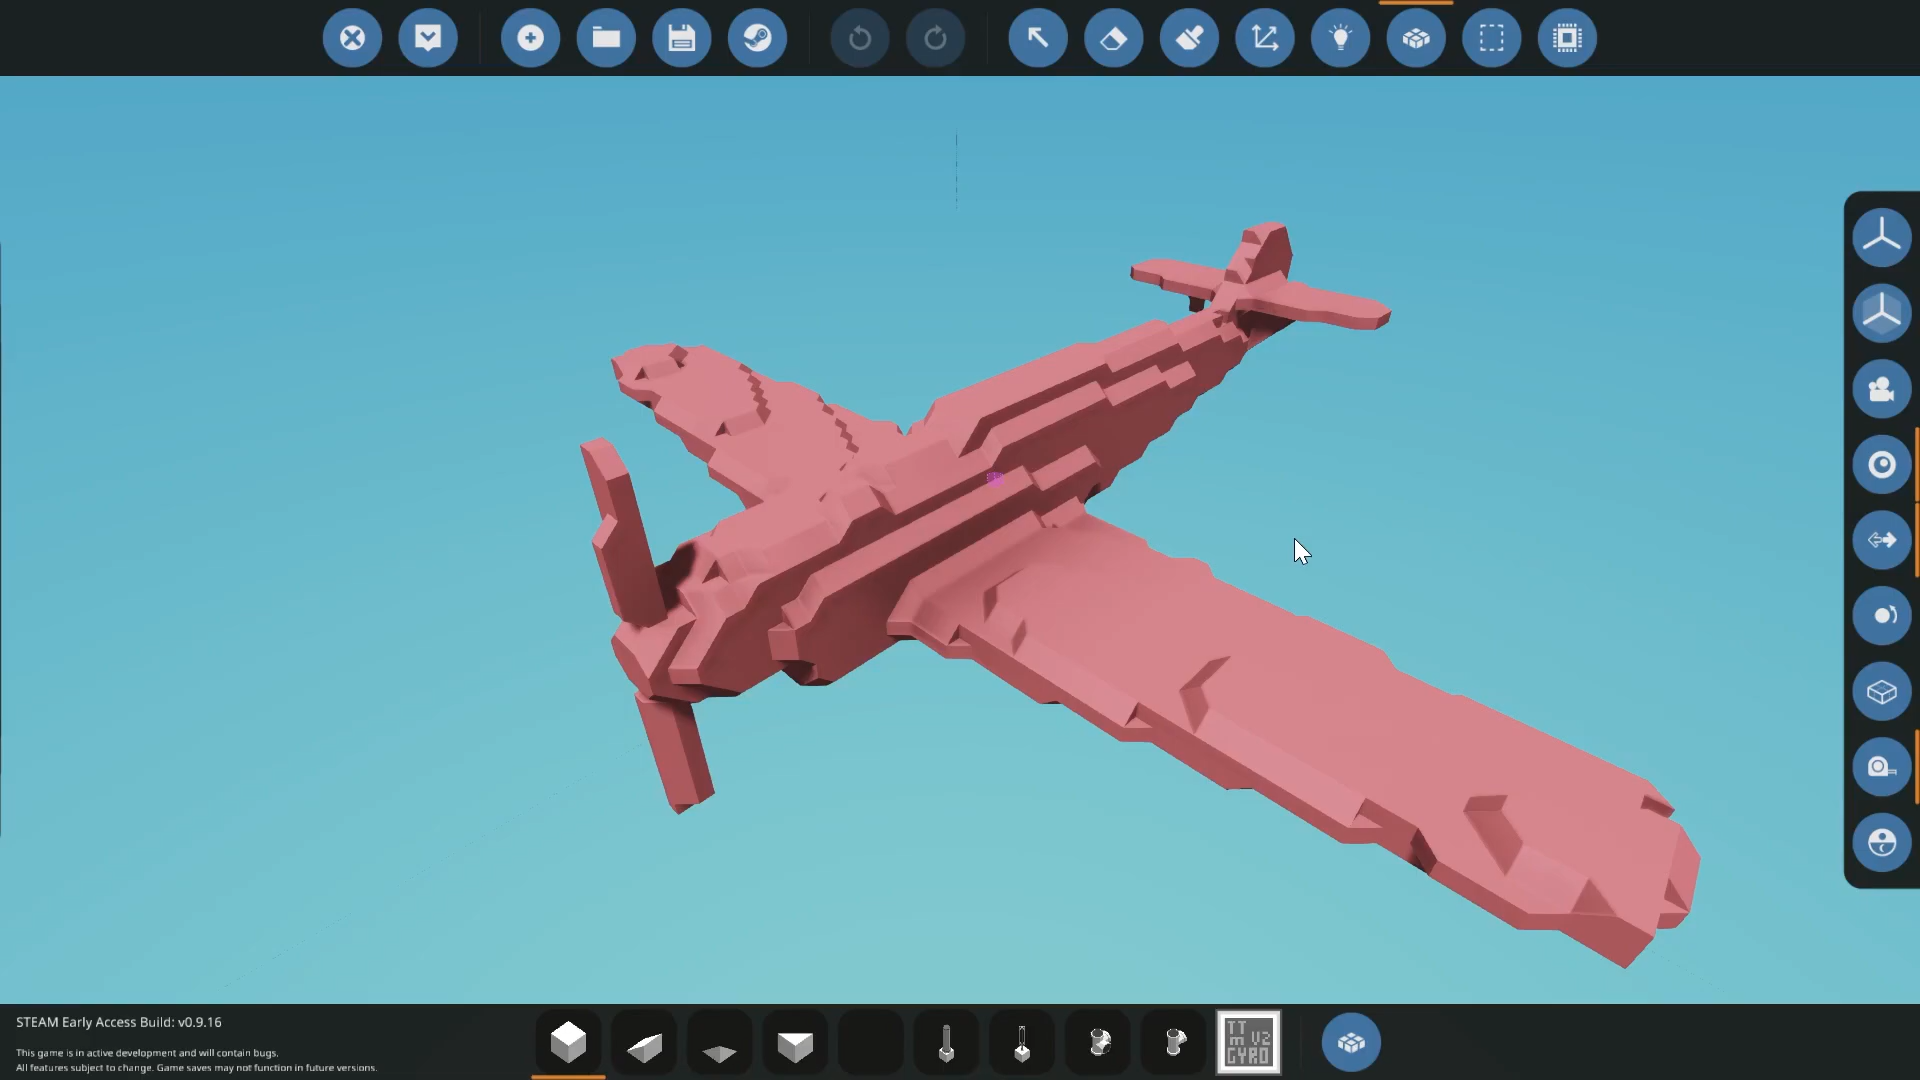 STEAM Early Access Build: v0.9.16
This game is in active development and will contain bugs.
All features subject to change. Game saves may not function in future versions.
TT
m V2
GYRO